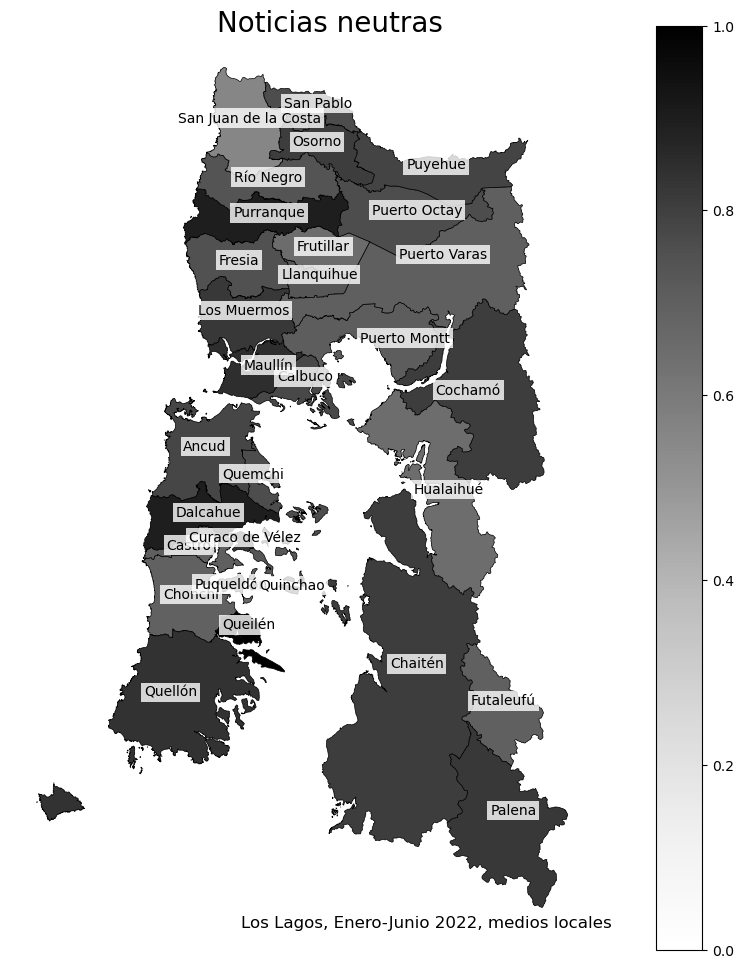 Noticias neutras
San Pablo
San Juan de la Costa
Osorno
Puyehue
Río Negro
Purranque
Puerto Octay
Frutillar
Puerto Varas
Fresia
Llanquihue
Los Muermos
Puerto Montt
Maullín
Calbuco
Cochamó
Ancud
Quemchi
Hualaihué
Dalcahue
Curaco de Vélez
Castro
Puqueldó
Quinchao
Chonchi
Queilén
Chaitén
Quellón
Futaleufú
Palena
Los Lagos, Enero-Junio 2022, medios locales
1.0
0.8
0.6
0.4
0.2
0.0